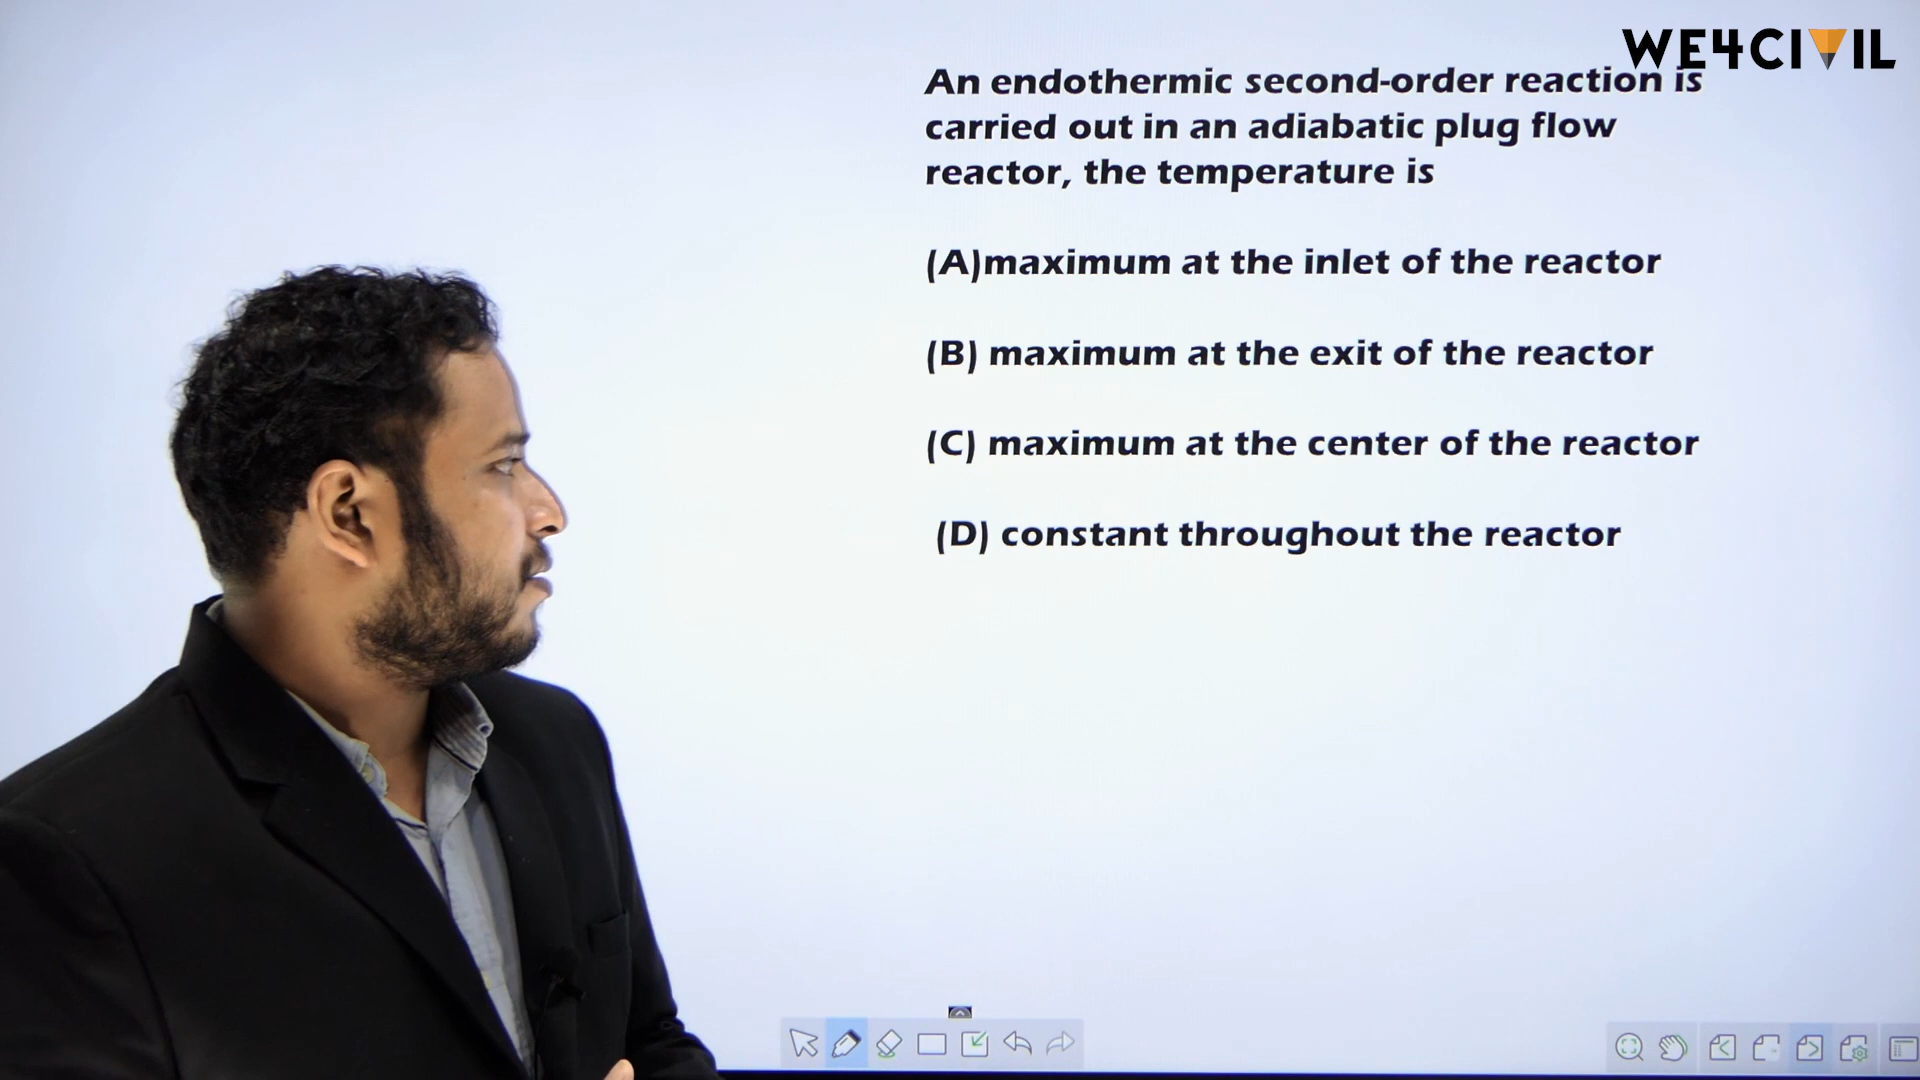 WE4CIVIL
An endothermic second-order reaction is
carried out in an adiabatic plug flow
reactor, the temperature is
(A)maximum at the inlet of the reactor
(B) maximum at the exit of the reactor
(C) maximum at the center of the reactor
(D) constant throughout the reactor